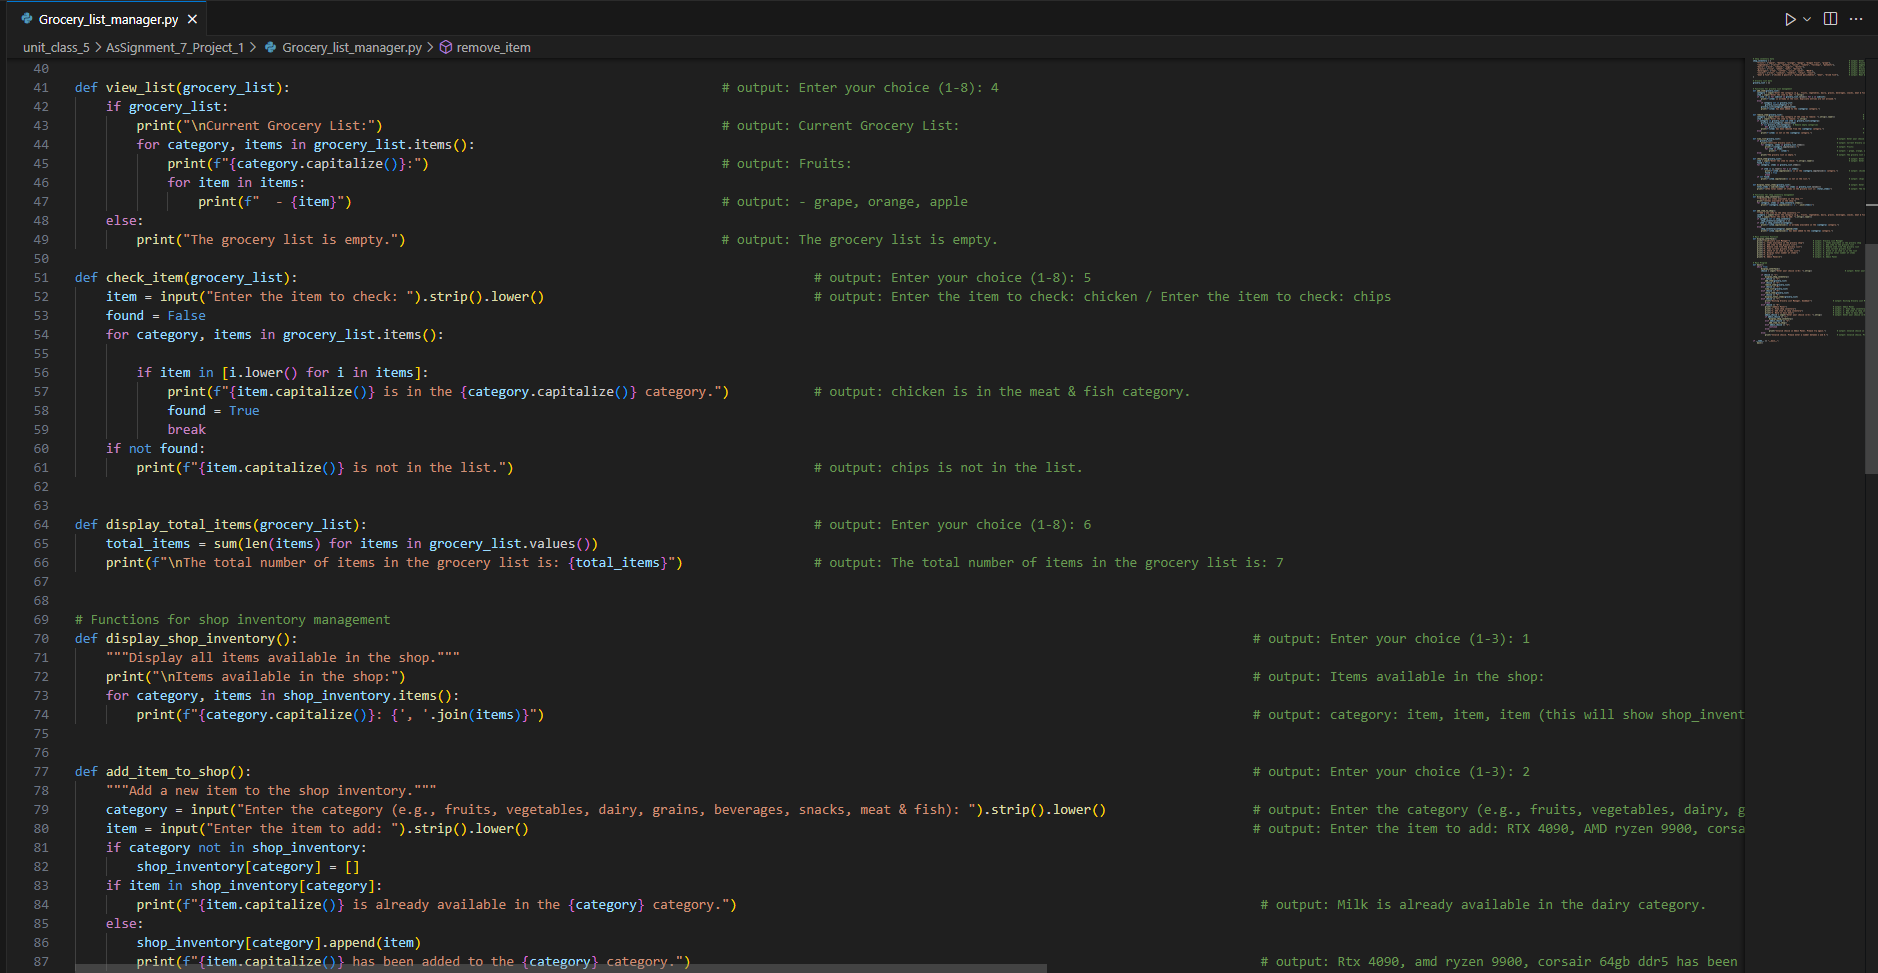 Grocery_list_manager.py
unit_class_5 > AsSignment_7_Project_1 > Grocery_list_manager.py > remove_item
40
41 def view_list(grocery_list): # output: Enter your choice (1-8): 4
42     if grocery_list:
43         print("\nCurrent Grocery List:") # output: Current Grocery List:
44         for category, items in grocery_list.items():
45             print(f"{category.capitalize()}:") # output: Fruits:
46             for item in items:
47                 print(f"  - {item}") # output: - grape, orange, apple
48     else:
49         print("The grocery list is empty.") # output: The grocery list is empty.
50
51 def check_item(grocery_list): # output: Enter your choice (1-8): 5
52     item = input("Enter the item to check: ").strip().lower() # output: Enter the item to check: chicken / Enter the item to check: chips
53     found = False
54     for category, items in grocery_list.items():
55
56         if item in [i.lower() for i in items]:
57             print(f"{item.capitalize()} is in the {category.capitalize()} category.") # output: chicken is in the meat & fish category.
58             found = True
59             break
60     if not found:
61         print(f"{item.capitalize()} is not in the list.") # output: chips is not in the list.
62
63
64 def display_total_items(grocery_list): # output: Enter your choice (1-8): 6
65     total_items = sum(len(items) for items in grocery_list.values())
66     print(f"\nThe total number of items in the grocery list is: {total_items}") # output: The total number of items in the grocery list is: 7
67
68
69 # Functions for shop inventory management
70 def display_shop_inventory(): # output: Enter your choice (1-3): 1
71     """Display all items available in the shop."""
72     print("\nItems available in the shop:") # output: Items available in the shop:
73     for category, items in shop_inventory.items():
74         print(f"{category.capitalize()}: {', '.join(items)}") # output: category: item, item, item (this will show shop_invent
75
76
77 def add_item_to_shop(): # output: Enter your choice (1-3): 2
78     """Add a new item to the shop inventory."""
79     category = input("Enter the category (e.g., fruits, vegetables, dairy, grains, beverages, snacks, meat & fish): ").strip().lower() # output: Enter the category (e.g., fruits, vegetables, dairy, g
80     item = input("Enter the item to add: ").strip().lower() # output: Enter the item to add: RTX 4090, AMD ryzen 9900, corsa
81     if category not in shop_inventory:
82         shop_inventory[category] = []
83     if item in shop_inventory[category]:
84         print(f"{item.capitalize()} is already available in the {category} category.") # output: Milk is already available in the dairy category.
85     else:
86         shop_inventory[category].append(item)
87         print(f"{item.capitalize()} has been added to the {category} category.") # output: Rtx 4090, amd ryzen 9900, corsair 64gb ddr5 has been